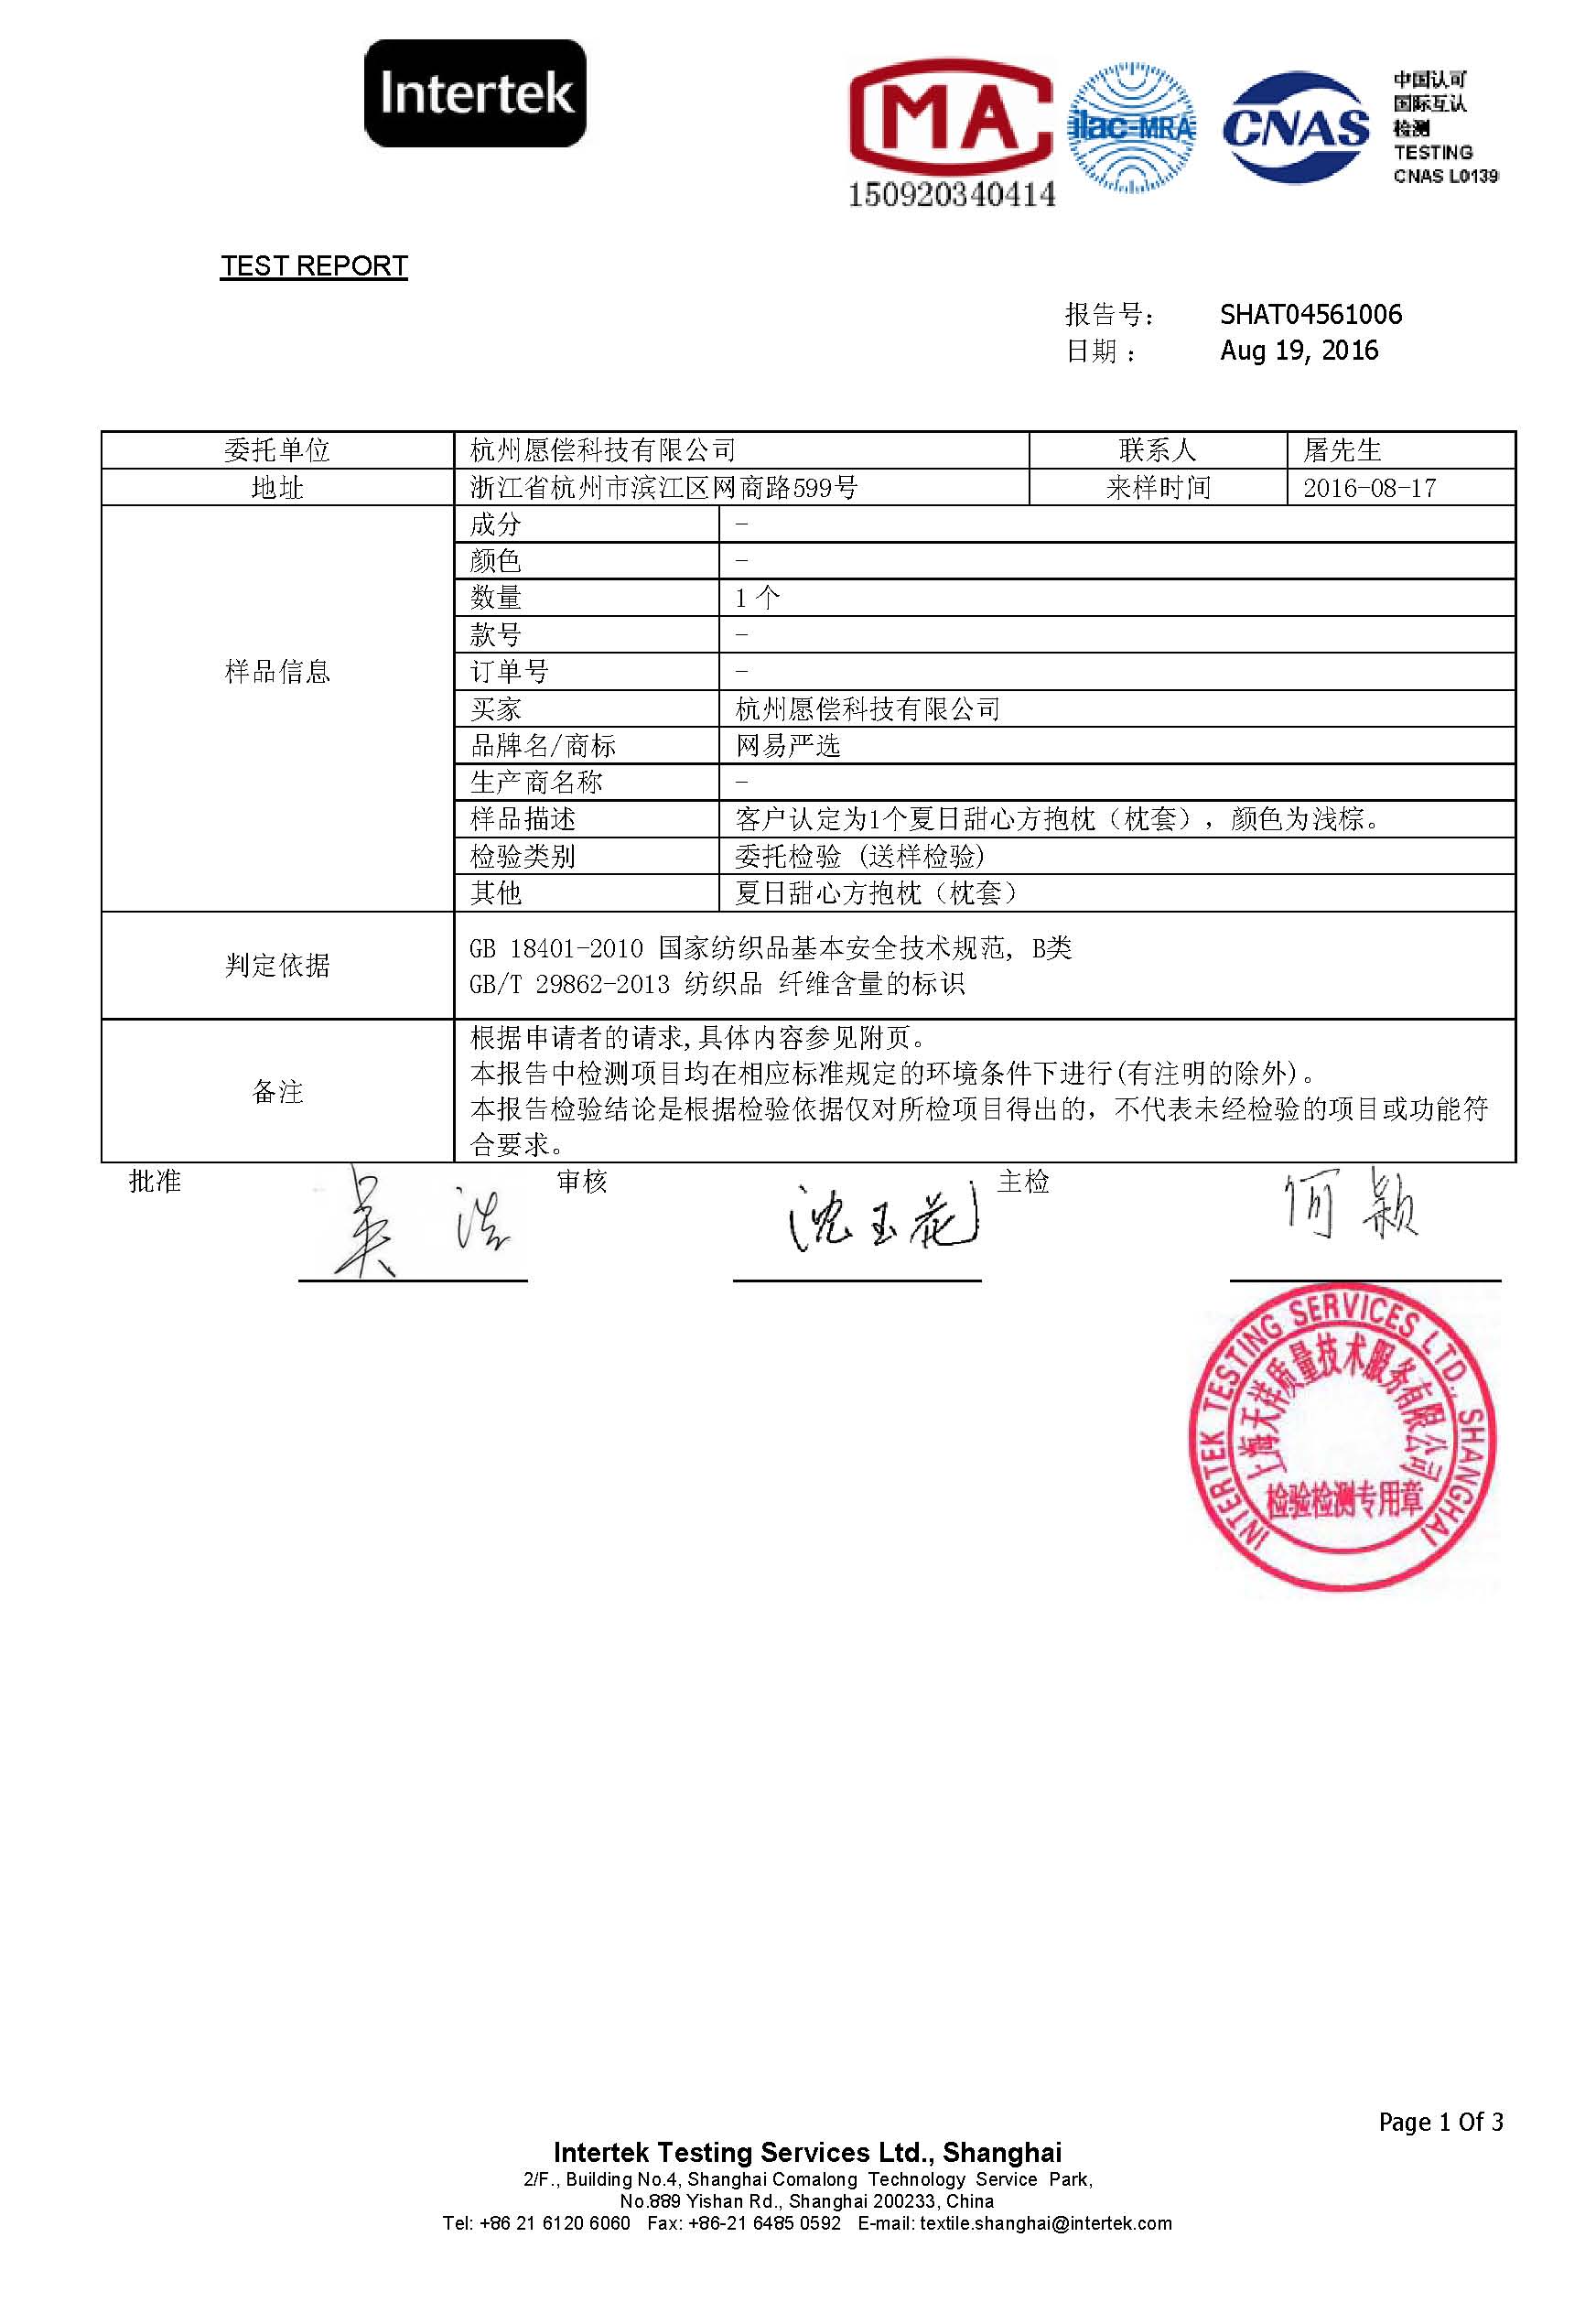 Intertek
MA
150920340414
ilac-MRA
CNAS
中国认可
国际互认
检测
TESTING
CNAS L0139
TEST REPORT
报告号： SHAT04561006
日期： Aug 19, 2016
委托单位 杭州愿偿科技有限公司 联系人 屠先生
地址 浙江省杭州市滨江区网商路599号 来样时间 2016-08-17
样品信息
成分 -
颜色 -
数量 1个
款号 -
订单号 -
买家 杭州愿偿科技有限公司
品牌名/商标 网易严选
生产商名称 -
样品描述 客户认定为1个夏日甜心方抱枕（枕套），颜色为浅棕。
检验类别 委托检验 (送样检验)
其他 夏日甜心方抱枕（枕套）
判定依据
GB 18401-2010 国家纺织品基本安全技术规范, B类
GB/T 29862-2013 纺织品 纤维含量的标识
备注
根据申请者的请求,具体内容参见附页。
本报告中检测项目均在相应标准规定的环境条件下进行(有注明的除外)。
本报告检验结论是根据检验依据仅对所检项目得出的，不代表未经检验的项目或功能符
合要求。
批准 吴浩 审核 沈玉花 主检 何颖
INTERTEK TESTING SERVICES LTD., SHANGHAI
上海天祥质量技术服务有限公司
检验检测专用章
Page 1 Of 3
Intertek Testing Services Ltd., Shanghai
2/F., Building No.4, Shanghai Comalong Technology Service Park,
No.889 Yishan Rd., Shanghai 200233, China
Tel: +86 21 6120 6060 Fax: +86-21 6485 0592 E-mail: textile.shanghai@intertek.com